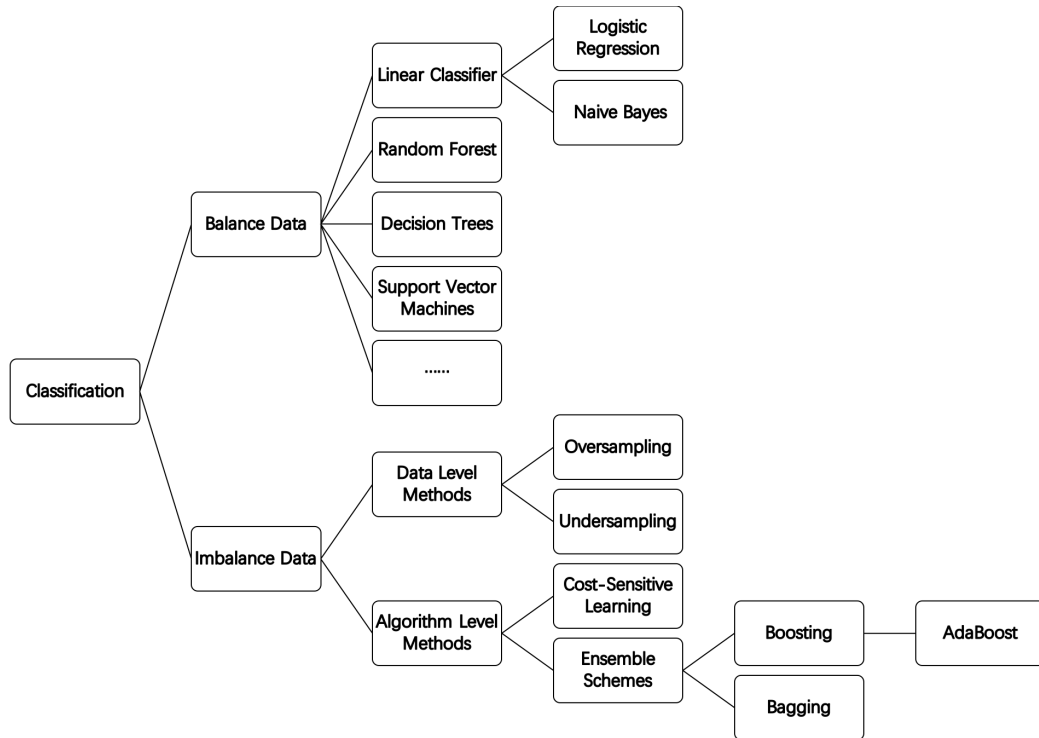 Logistic
Regression
Linear Classifier
Naive Bayes
Random Forest
Balance Data
Decision Trees
Support Vector
Machines
......
Classification
Oversampling
Data Level
Methods
Undersampling
Imbalance Data
Cost-Sensitive
Learning
Algorithm Level
Methods
Boosting
AdaBoost
Ensemble
Schemes
Bagging